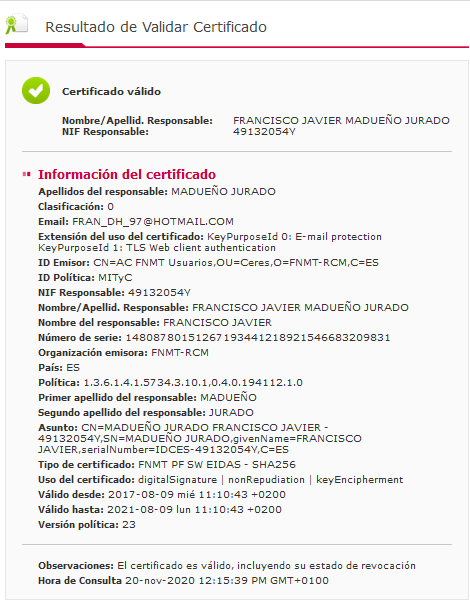 Resultado de Validar Certificado
Certificado válido
Nombre/Apellid. Responsable: FRANCISCO JAVIER MADUEÑO JURADO
NIF Responsable: 49132054Y
Información del certificado
Apellidos del responsable: MADUEÑO JURADO
Clasificación: 0
Email: FRAN_DH_97@HOTMAIL.COM
Extensión del uso del certificado: KeyPurposeId 0: E-mail protection
KeyPurposeId 1: TLS Web client authentication
ID Emisor: CN=AC FNMT Usuarios,OU=Ceres,O=FNMT-RCM,C=ES
ID Política: MITyC
NIF Responsable: 49132054Y
Nombre/Apellid. Responsable: FRANCISCO JAVIER MADUEÑO JURADO
Nombre del responsable: FRANCISCO JAVIER
Número de serie: 14808780151267193441218921546683209831
Organización emisora: FNMT-RCM
País: ES
Política: 1.3.6.1.4.1.5734.3.10.1,0.4.0.194112.1.0
Primer apellido del responsable: MADUEÑO
Segundo apellido del responsable: JURADO
Asunto: CN=MADUEÑO JURADO FRANCISCO JAVIER -
49132054Y,SN=MADUEÑO JURADO,givenName=FRANCISCO
JAVIER,serialNumber=IDCES-49132054Y,C=ES
Tipo de certificado: FNMT PF SW EIDAS - SHA256
Uso del certificado: digitalSignature | nonRepudiation | keyEncipherment
Válido desde: 2017-08-09 mié 11:10:43 +0200
Válido hasta: 2021-08-09 lun 11:10:43 +0200
Versión política: 23
Observaciones: El certificado es válido, incluyendo su estado de revocación
Hora de Consulta 20-nov-2020 12:15:39 PM GMT+0100